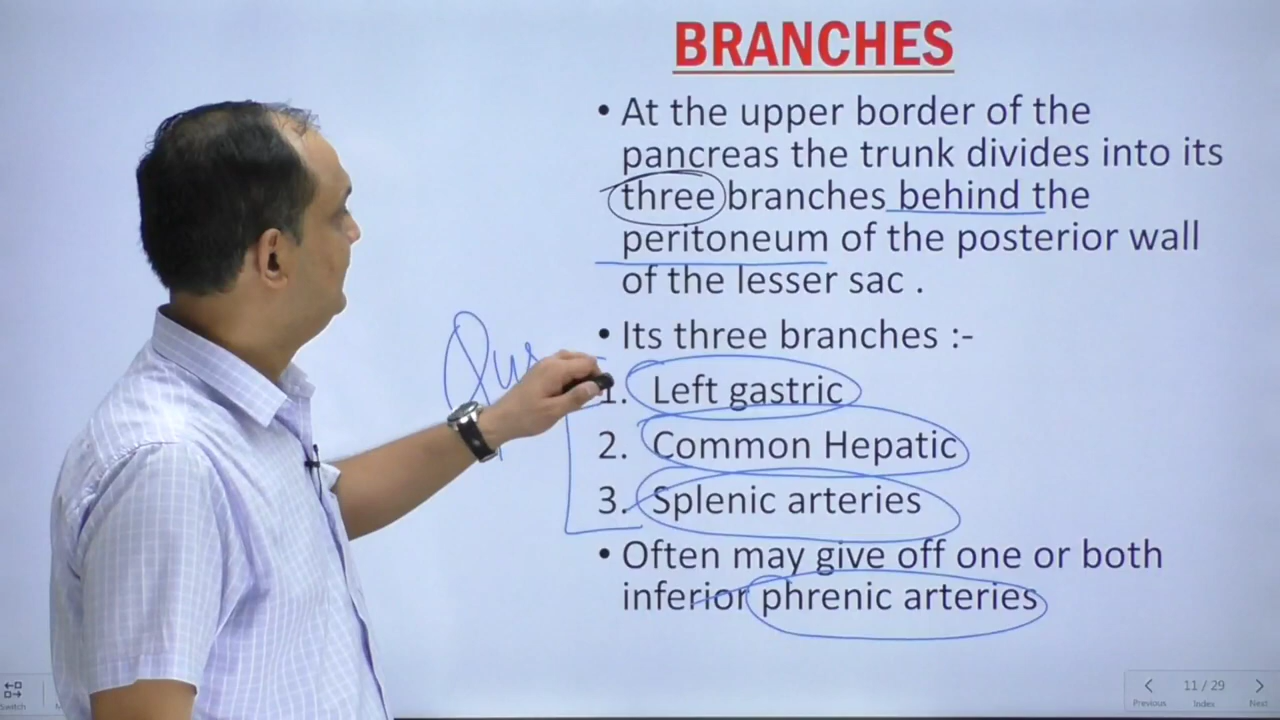 BRANCHES
• At the upper border of the
pancreas the trunk divides into its
three branches behind the
peritoneum of the posterior wall
of the lesser sac .
• Its three branches :-
1. Left gastric
2. Common Hepatic
3. Splenic arteries
• Often may give off one or both
inferior phrenic arteries
Switch
Previous
11 / 29
Index
Next